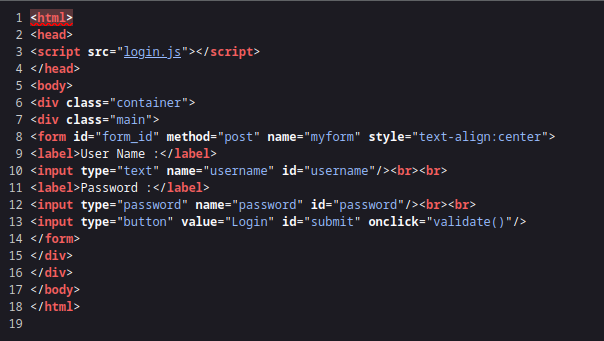 1 <html>
2 <head>
3 <script src="login.js"></script>
4 </head>
5 <body>
6 <div class="container">
7 <div class="main">
8 <form id="form_id" method="post" name="myform" style="text-align:center">
9 <label>User Name :</label>
10 <input type="text" name="username" id="username"/><br><br>
11 <label>Password :</label>
12 <input type="password" name="password" id="password"/><br><br>
13 <input type="button" value="Login" id="submit" onclick="validate()"/>
14 </form>
15 </div>
16 </div>
17 </body>
18 </html>
19